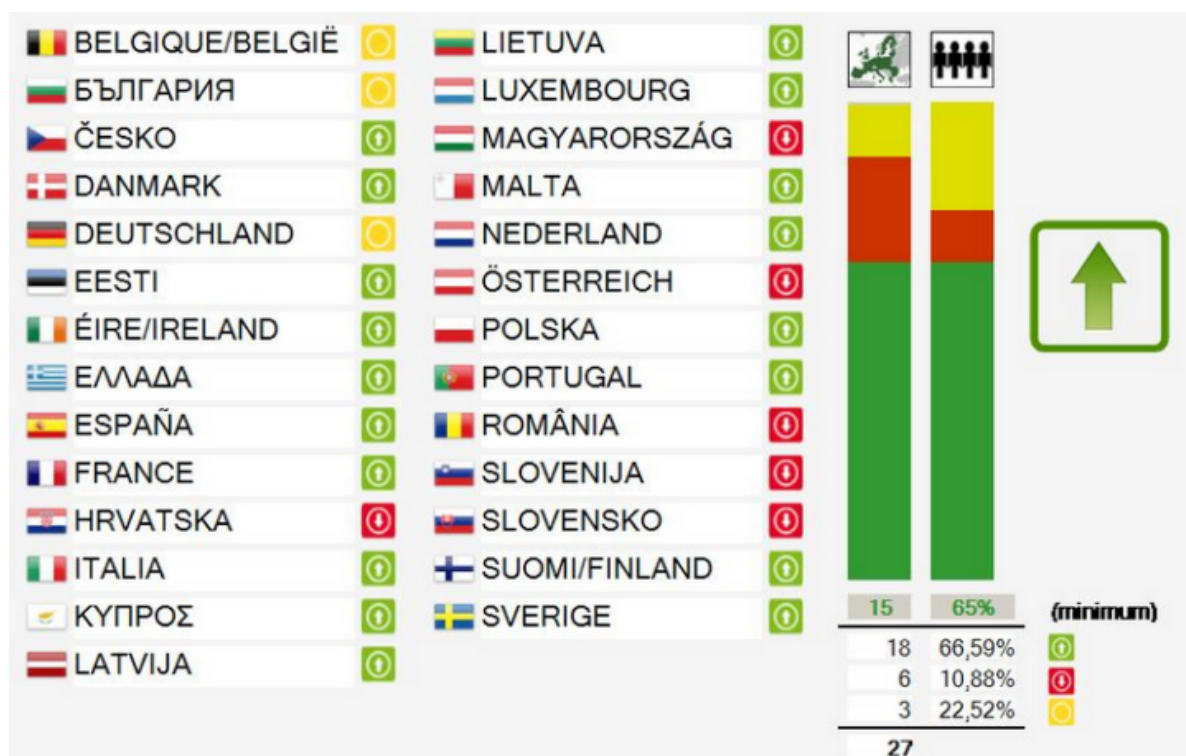 BELGIQUE/BELGIË
БЪЛГАРИЯ
ČESKO
DANMARK
DEUTSCHLAND
EESTI
ÉIRE/IRELAND
ΕΛΛΑΔΑ
ESPAÑA
FRANCE
HRVATSKA
ITALIA
ΚΥΠΡΟΣ
LATVIJA
LIETUVA
LUXEMBOURG
MAGYARORSZÁG
MALTA
NEDERLAND
ÖSTERREICH
POLSKA
PORTUGAL
ROMÂNIA
SLOVENIJA
SLOVENSKO
SUOMI/FINLAND
SVERIGE
15 65% (minimum)
18 66,59%
6 10,88%
3 22,52%
27